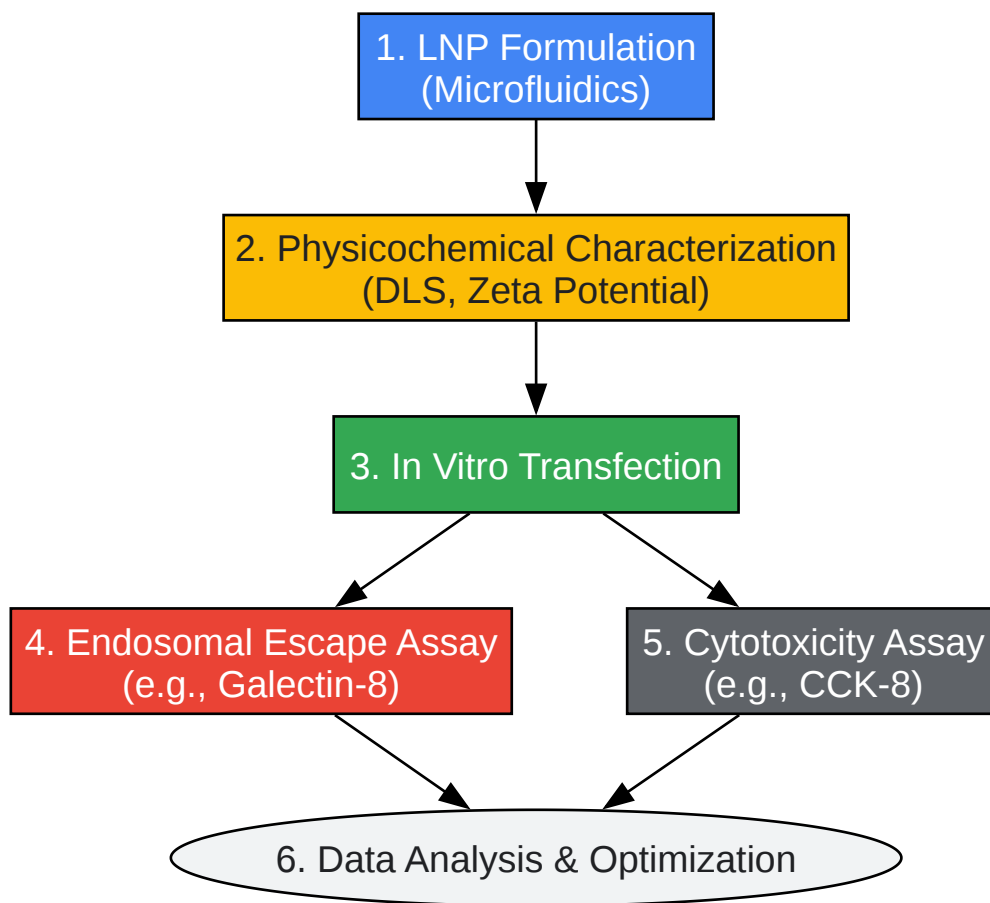 1. LNP Formulation
(Microfluidics)
2. Physicochemical Characterization
(DLS, Zeta Potential)
3. In Vitro Transfection
4. Endosomal Escape Assay
(e.g., Galectin-8)
5. Cytotoxicity Assay
(e.g., CCK-8)
6. Data Analysis & Optimization